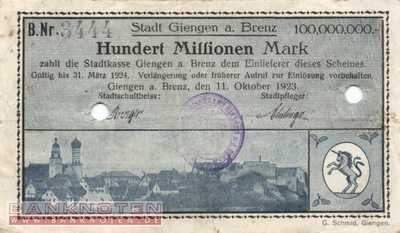 B.Nr. 3444 Stadt Giengen a. Brenz 100,000,000.-
Hundert Millionen Mark
zahlt die Stadtkasse Giengen a. Brenz dem Einlieferer dieses Scheines.
Gültig bis 31. März 1924. Verlängerung oder früherer Aufruf zur Einlösung vorbehalten.
Giengen a. Brenz, den 11. Oktober 1923.
Stadtschultheiss: Stadtpfleger:
BANKNOTEN
G. Schmid, Giengen.